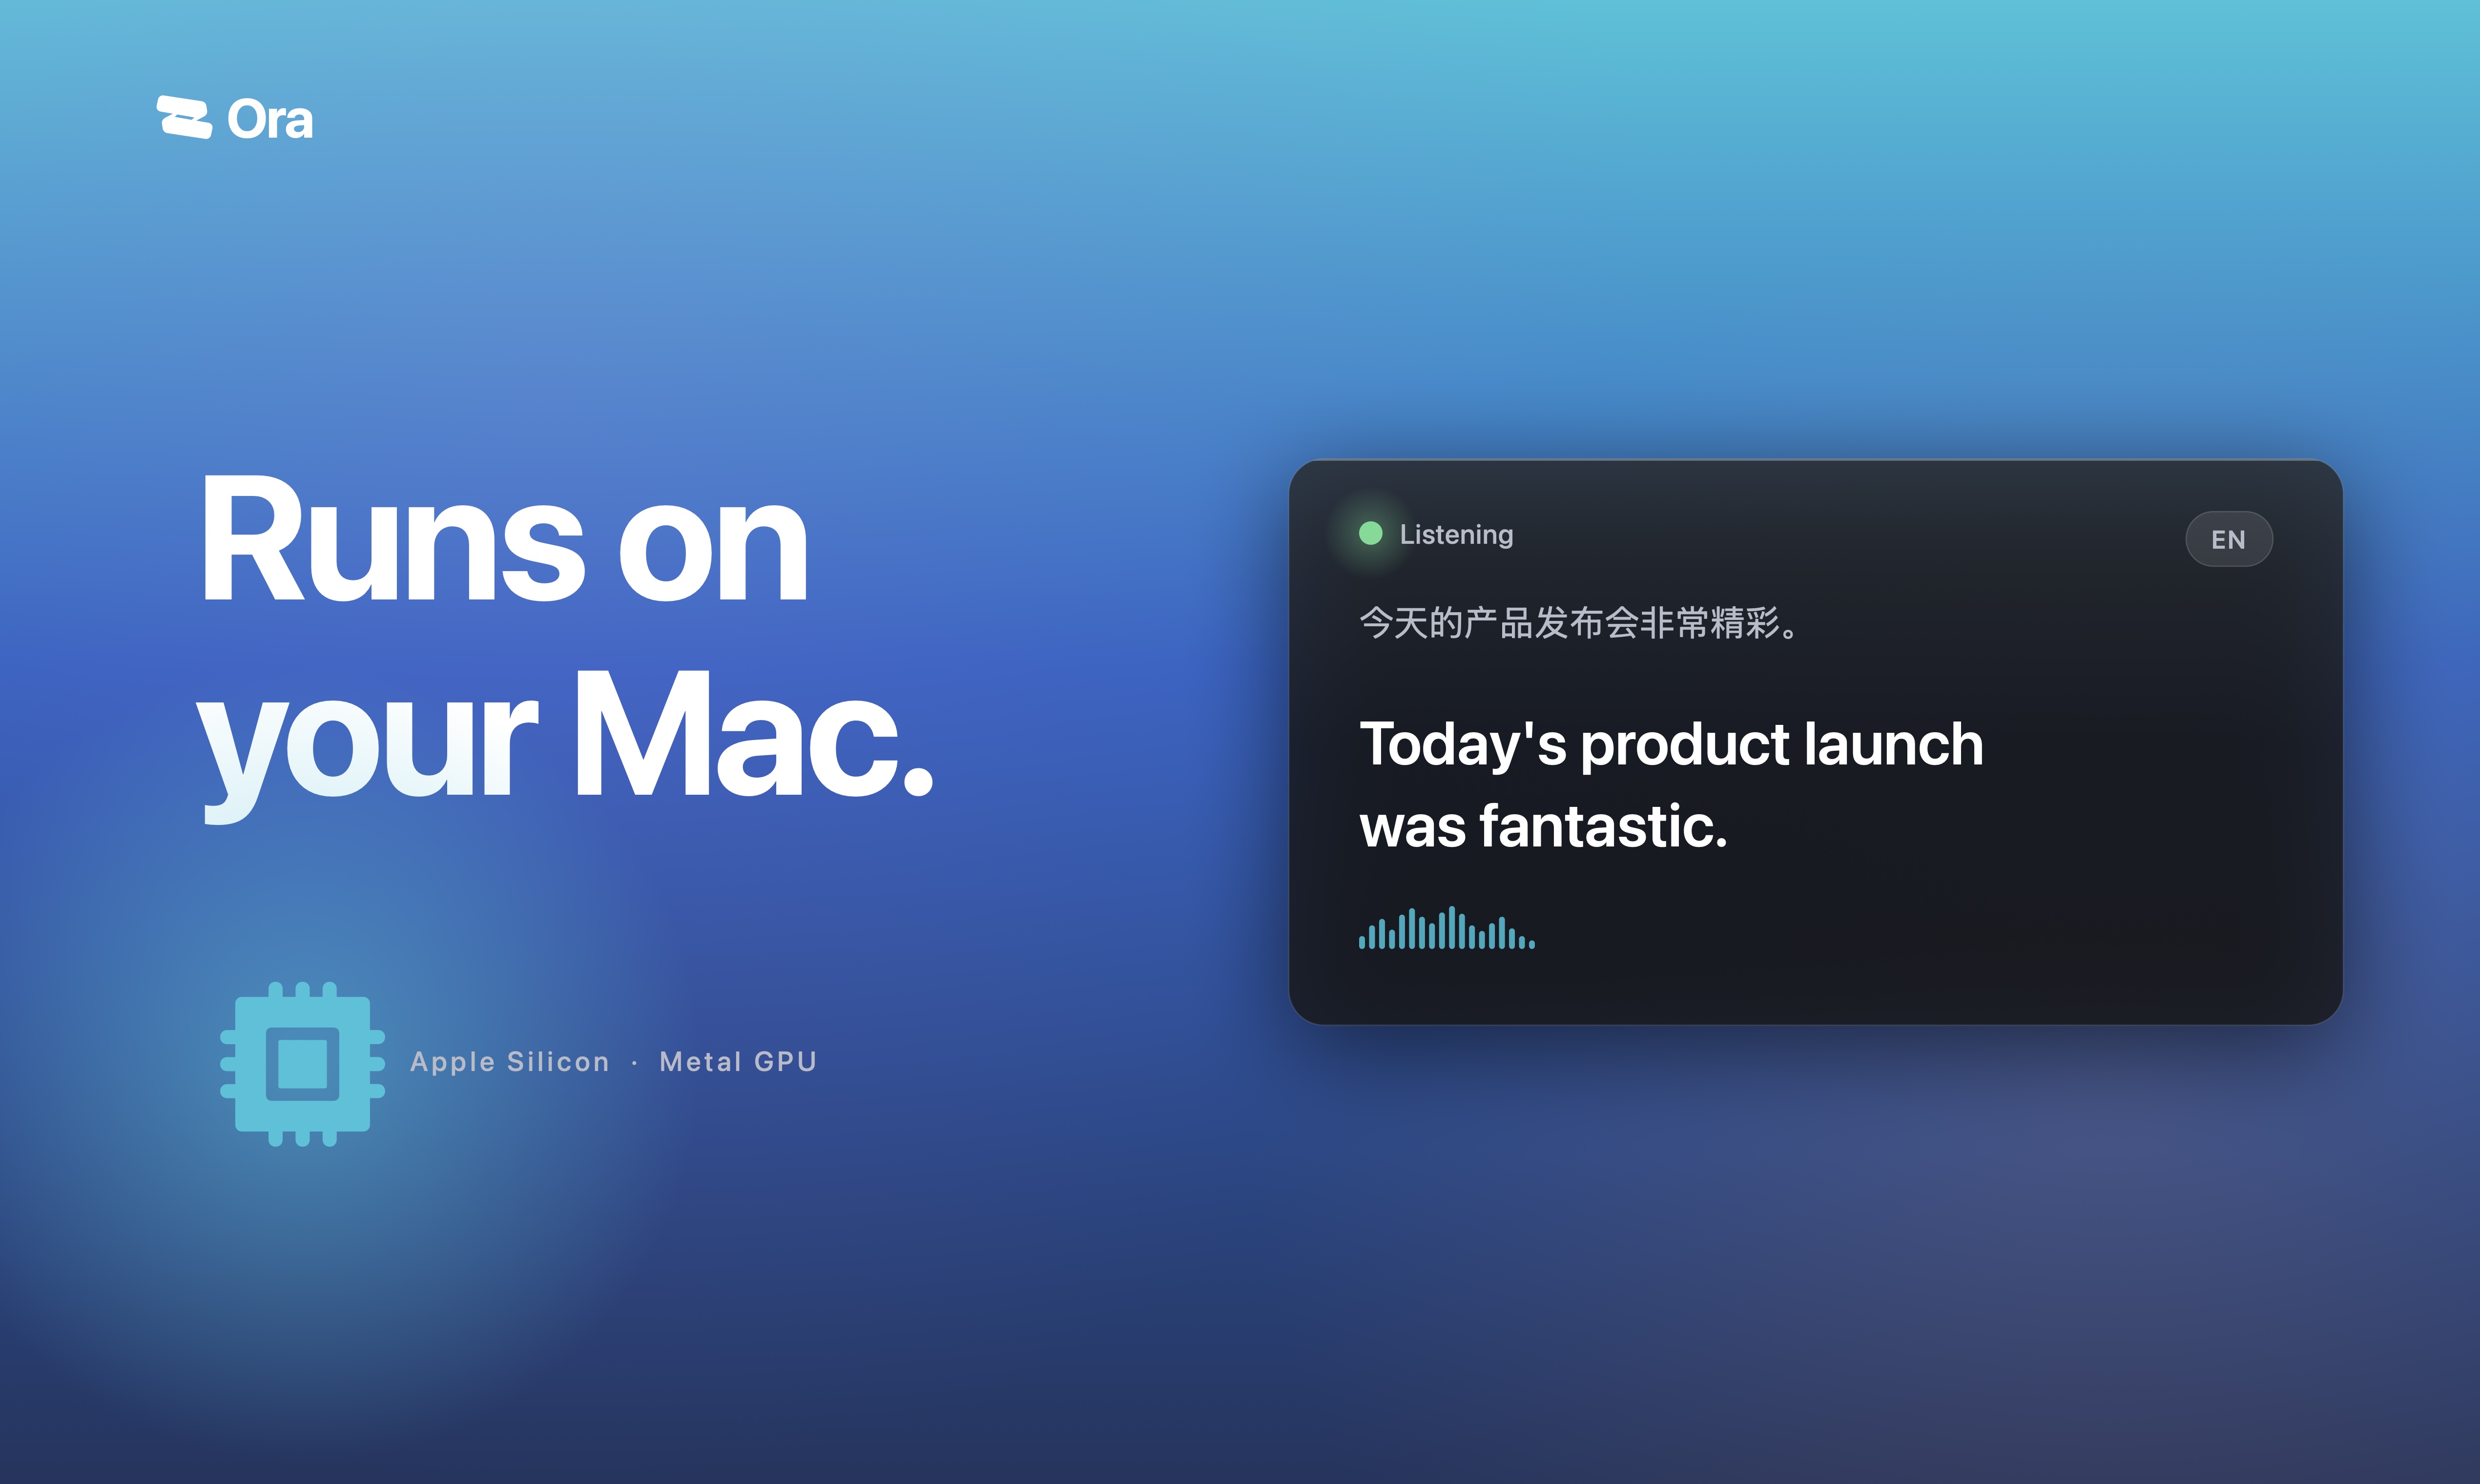 Ora
Runs on
your Mac.
Apple Silicon · Metal GPU
Listening
EN
今天的产品发布会非常精彩。
Today's product launch
was fantastic.